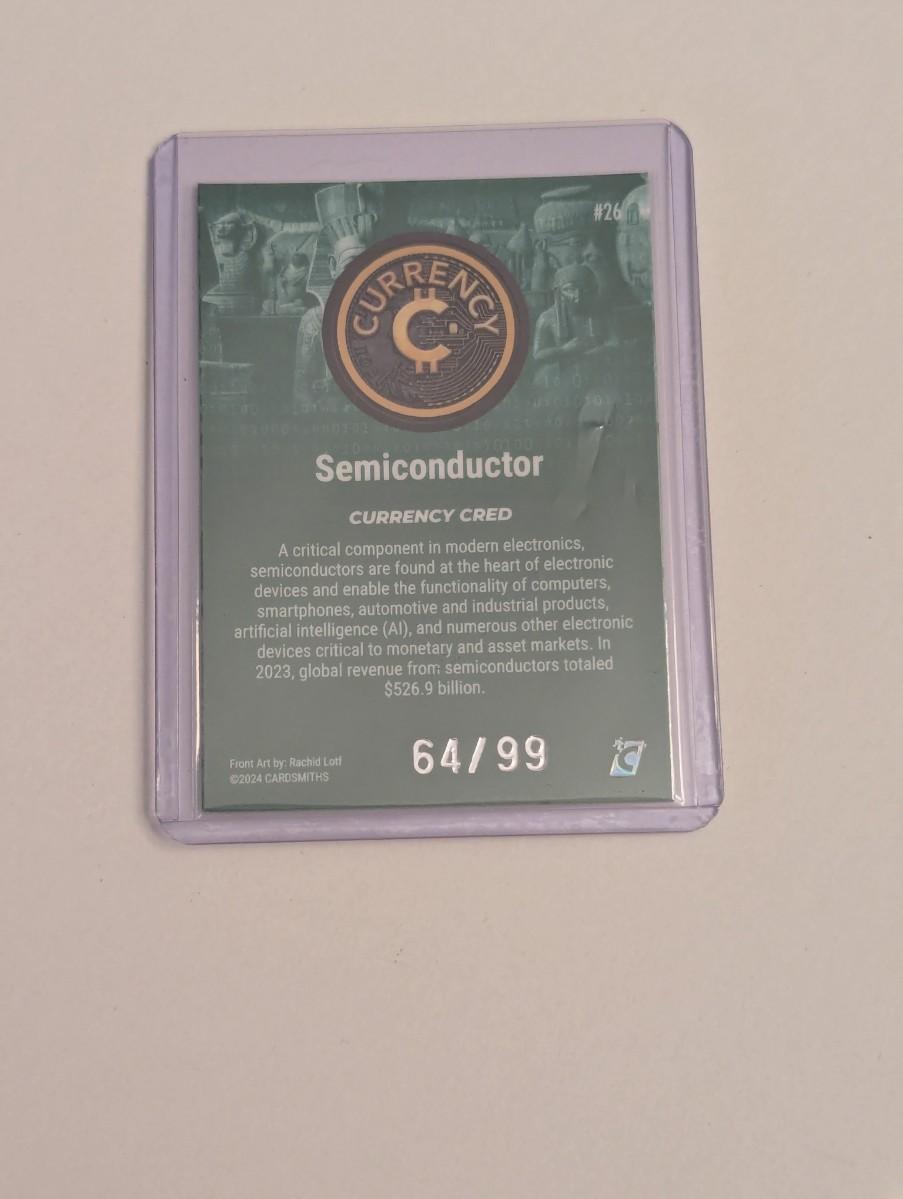 #26
CURRENCY
Semiconductor
CURRENCY CRED
A critical component in modern electronics,
semiconductors are found at the heart of electronic
devices and enable the functionality of computers,
smartphones, automotive and industrial products,
artificial intelligence (AI), and numerous other electronic
devices critical to monetary and asset markets. In
2023, global revenue from semiconductors totaled
$526.9 billion.
Front Art by: Rachid Lotf
©2024 CARDSMITHS
64/99